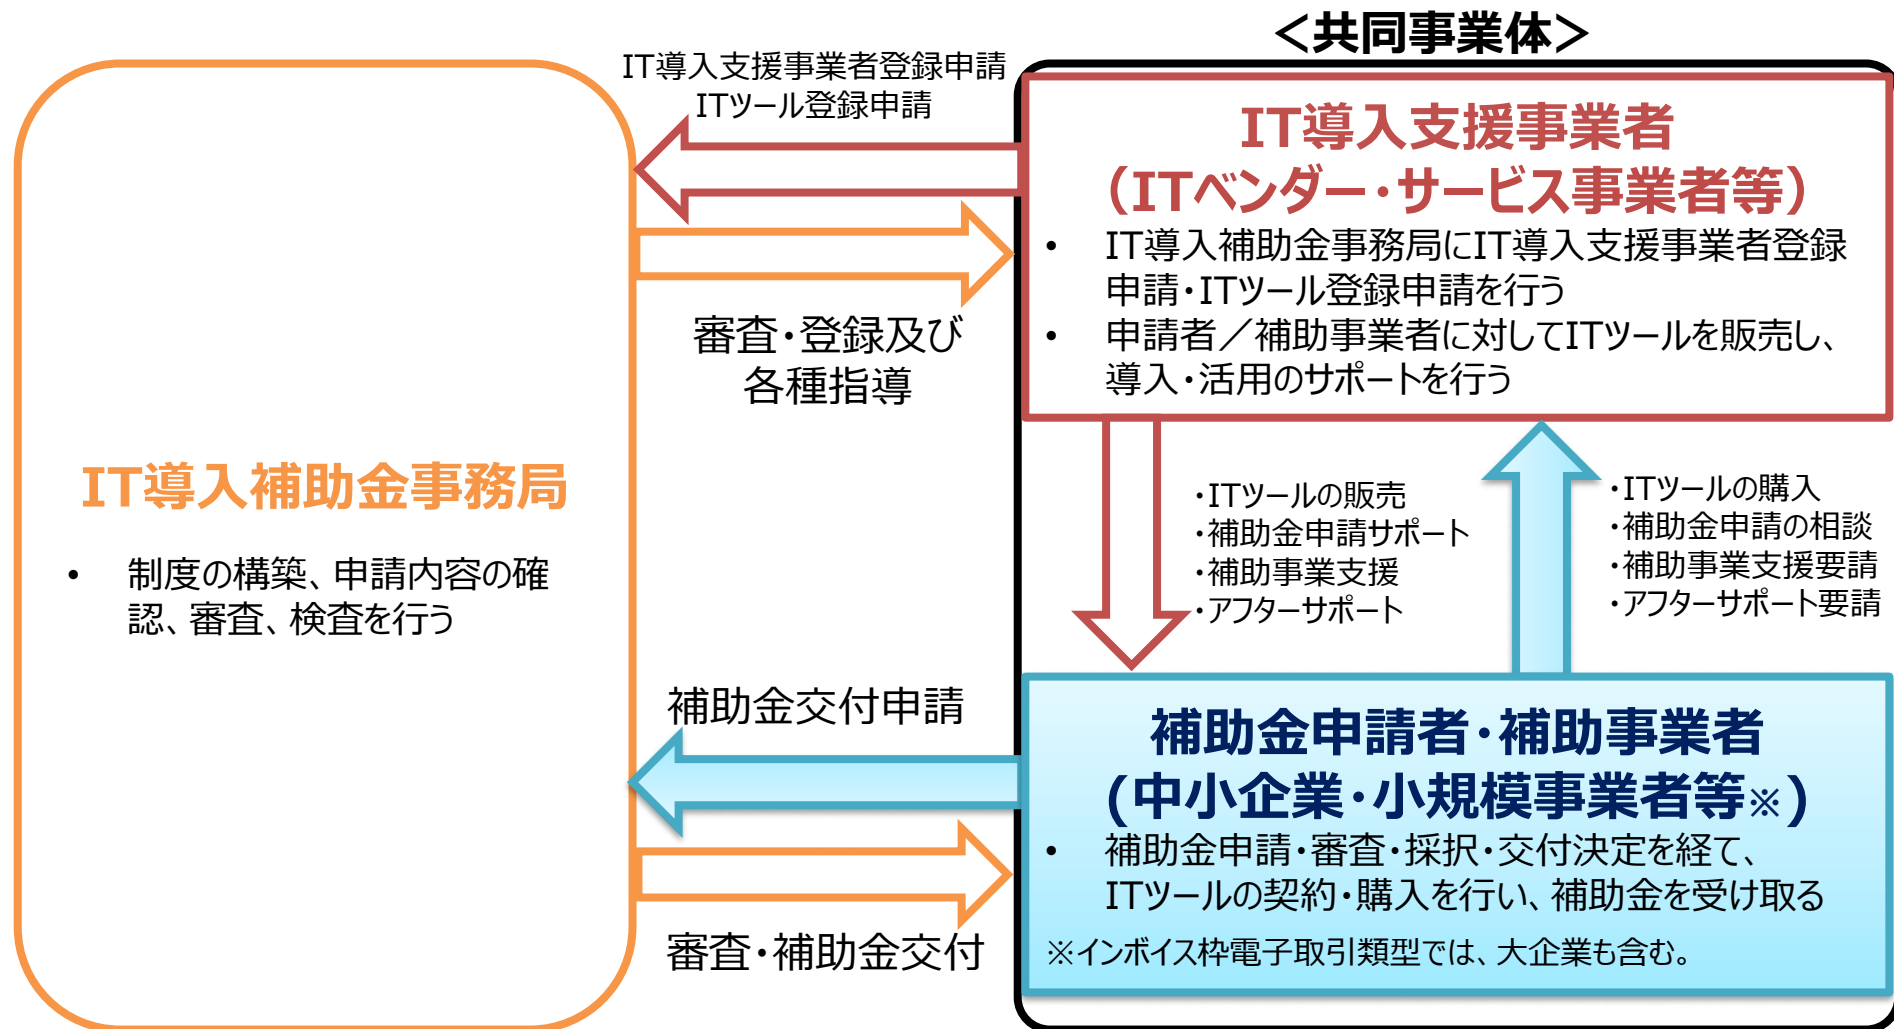 ＜共同事業体＞
IT導入支援事業者登録申請
ITツール登録申請
審査・登録及び
各種指導
IT導入補助金事務局
• 制度の構築、申請内容の確
認、審査、検査を行う
補助金交付申請
審査・補助金交付
IT導入支援事業者
（ITベンダー・サービス事業者等）
• IT導入補助金事務局にIT導入支援事業者登録
申請・ITツール登録申請を行う
• 申請者／補助事業者に対してITツールを販売し、
導入・活用のサポートを行う
・ITツールの販売
・補助金申請サポート
・補助事業支援
・アフターサポート
・ITツールの購入
・補助金申請の相談
・補助事業支援要請
・アフターサポート要請
補助金申請者・補助事業者
(中小企業・小規模事業者等※)
• 補助金申請・審査・採択・交付決定を経て、
ITツールの契約・購入を行い、補助金を受け取る
※インボイス枠電子取引類型では、大企業も含む。